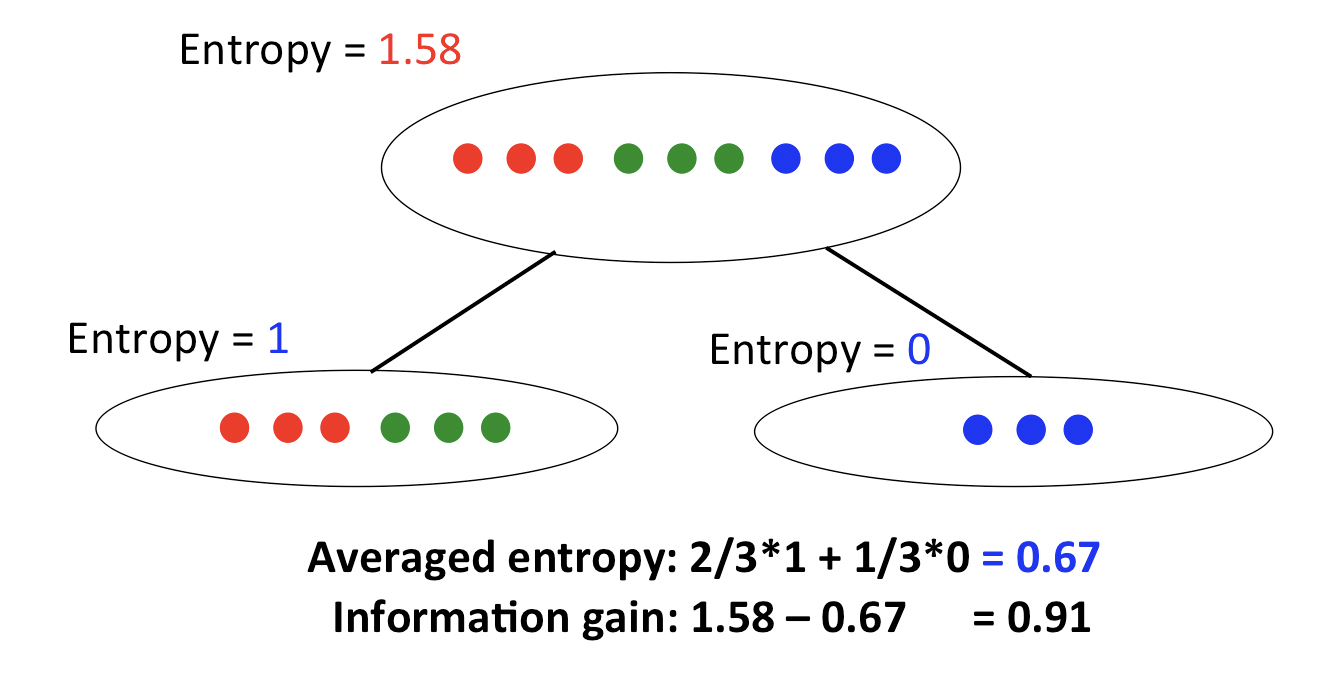 Entropy = 1.58
Entropy = 1
Entropy = 0
Averaged entropy: 2/3*1 + 1/3*0 = 0.67
Information gain: 1.58 – 0.67 = 0.91